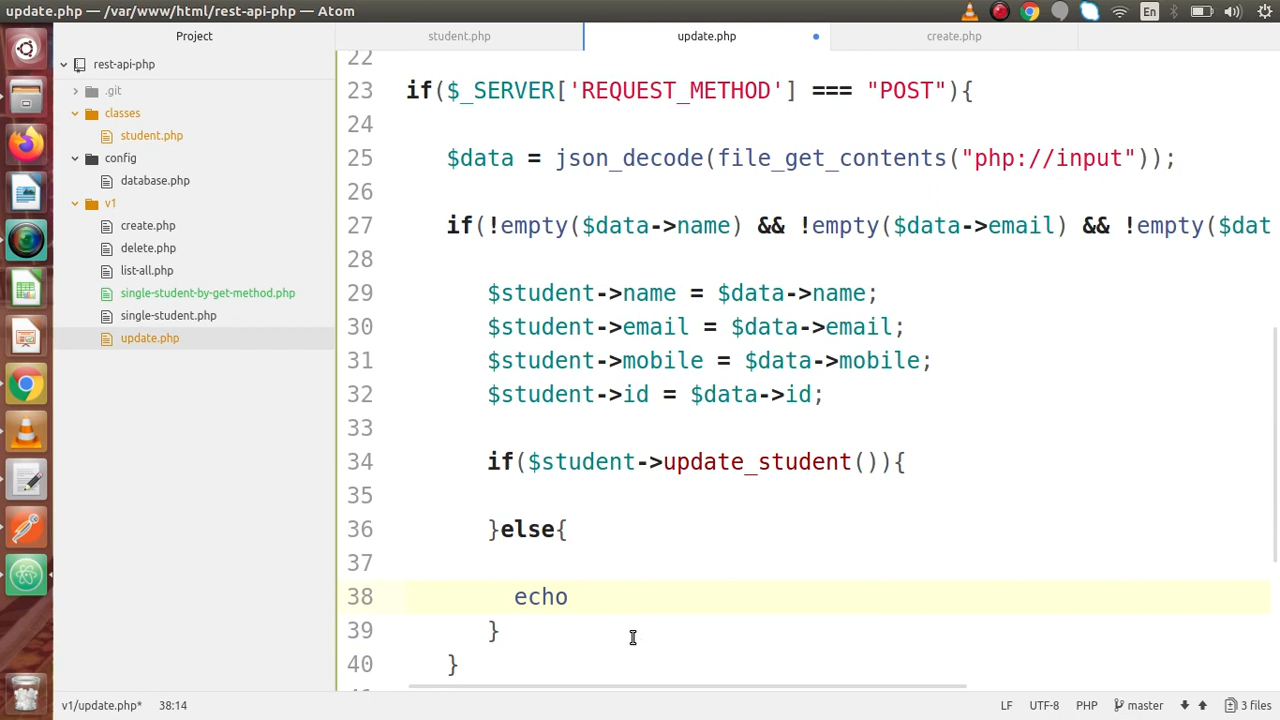 update.php — /var/www/html/rest-api-php — Atom
En
Project
student.php
update.php
create.php
rest-api-php
.git
classes
student.php
config
database.php
v1
create.php
delete.php
list-all.php
single-student-by-get-method.php
single-student.php
update.php
22
23 if($_SERVER['REQUEST_METHOD'] === "POST"){
24
25 $data = json_decode(file_get_contents("php://input"));
26
27 if(!empty($data->name) && !empty($data->email) && !empty($dat
28
29 $student->name = $data->name;
30 $student->email = $data->email;
31 $student->mobile = $data->mobile;
32 $student->id = $data->id;
33
34 if($student->update_student()){
35
36 }else{
37
38 echo
39 }
40 }
v1/update.php* 38:14
LF UTF-8 PHP master 3 files